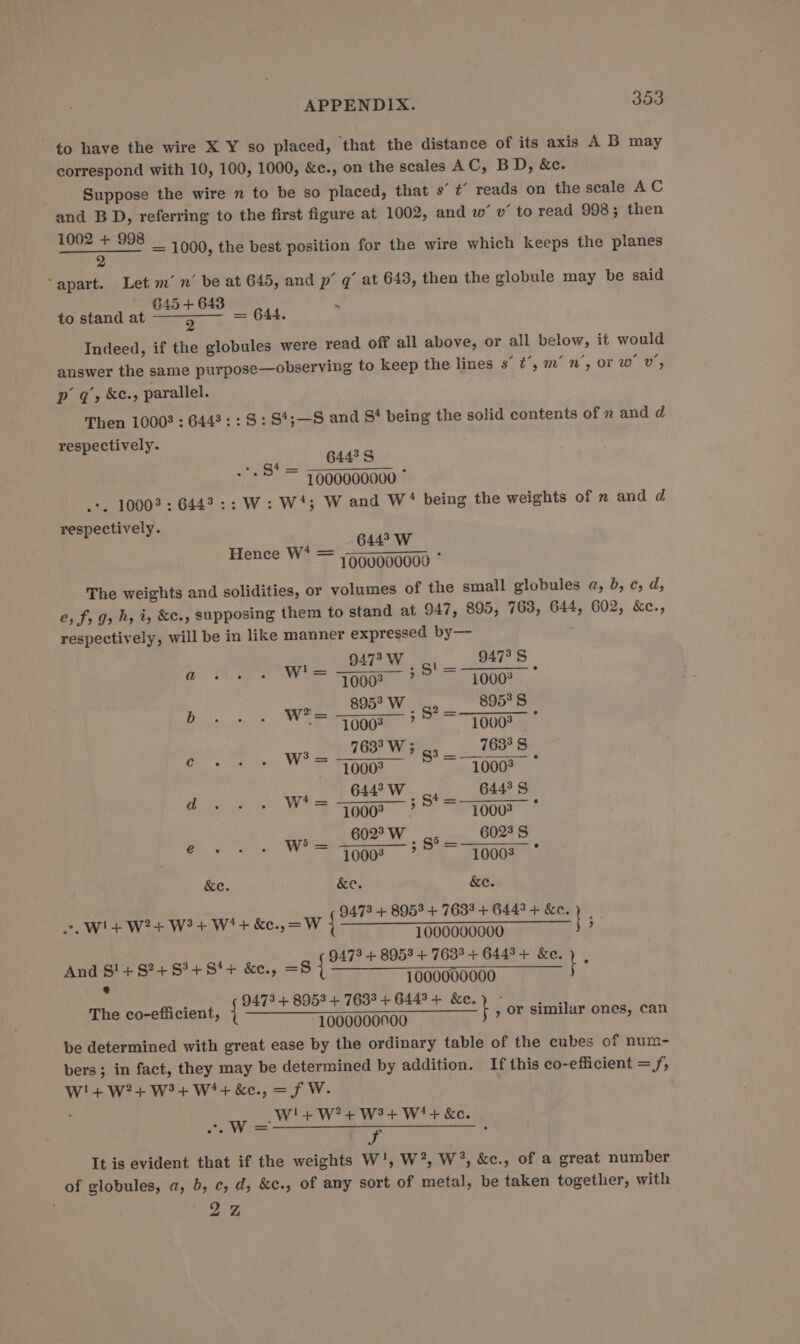 APPENDIX. 353
to have the wire X Y so placed, that the distance of its axis A B may
correspond with 10, 100, 1000, &c., on the scales A C, B D, &c.
Suppose the wire n to be so placed, that s´ t´ reads on the scale A C
and B D, referring to the first figure at 1002, and w´ v´ to read 998; then
(1002 + 998)/2 = 1000, the best position for the wire which keeps the planes
apart. Let m´ n´ be at 645, and p´ q´ at 643, then the globule may be said
to stand at (645 + 643)/2 = 644.
Indeed, if the globules were read off all above, or all below, it would
answer the same purpose—observing to keep the lines s´ t´, m´ n´, or w´ v´,
p´ q´, &c., parallel.
Then 1000³ : 644³ : : S : S⁴;—S and S⁴ being the solid contents of n and d
respectively.
∴ S⁴ = 644³ S / 1000000000 .
∴ 1000³ : 644³ : : W : W⁴; W and W⁴ being the weights of n and d
respectively.
Hence W⁴ = 644³ W / 1000000000 .
The weights and solidities, or volumes of the small globules a, b, c, d,
e, f, g, h, i, &c., supposing them to stand at 947, 895, 763, 644, 602, &c.,
respectively, will be in like manner expressed by—
a . . . . W¹ = 947³ W / 1000³ ; S¹ = 947³ S / 1000³ .
b . . . . W² = 895³ W / 1000³ ; S² = 895³ S / 1000³ .
c . . . . W³ = 763³ W / 1000³ ; S³ = 763³ S / 1000³ .
d . . . . W⁴ = 644³ W / 1000³ ; S⁴ = 644³ S / 1000³ .
e . . . . W⁵ = 602³ W / 1000³ ; S⁵ = 602³ S / 1000³ .
&c. &c. &c.
∴ W¹ + W² + W³ + W⁴ + &c., = W { (947³ + 895³ + 763³ + 644³ + &c.) / 1000000000 } ;
And S¹ + S² + S³ + S⁴ + &c., = S { (947³ + 895³ + 763³ + 644³ + &c.) / 1000000000 } .
The co-efficient, { (947³ + 895³ + 763³ + 644³ + &c.) / 1000000000 } , or similar ones, can
be determined with great ease by the ordinary table of the cubes of num-
bers; in fact, they may be determined by addition. If this co-efficient = f,
W¹ + W² + W³ + W⁴ + &c., = f W.
∴ W = (W¹ + W² + W³ + W⁴ + &c.) / f .
It is evident that if the weights W¹, W², W³, &c., of a great number
of globules, a, b, c, d, &c., of any sort of metal, be taken together, with
2 Z